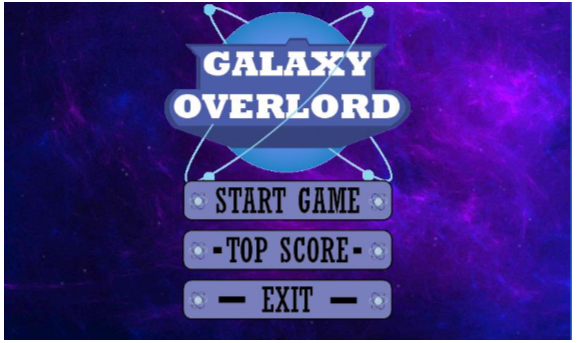 GALAXY
OVERLORD
START GAME
-TOP SCORE-
— EXIT —